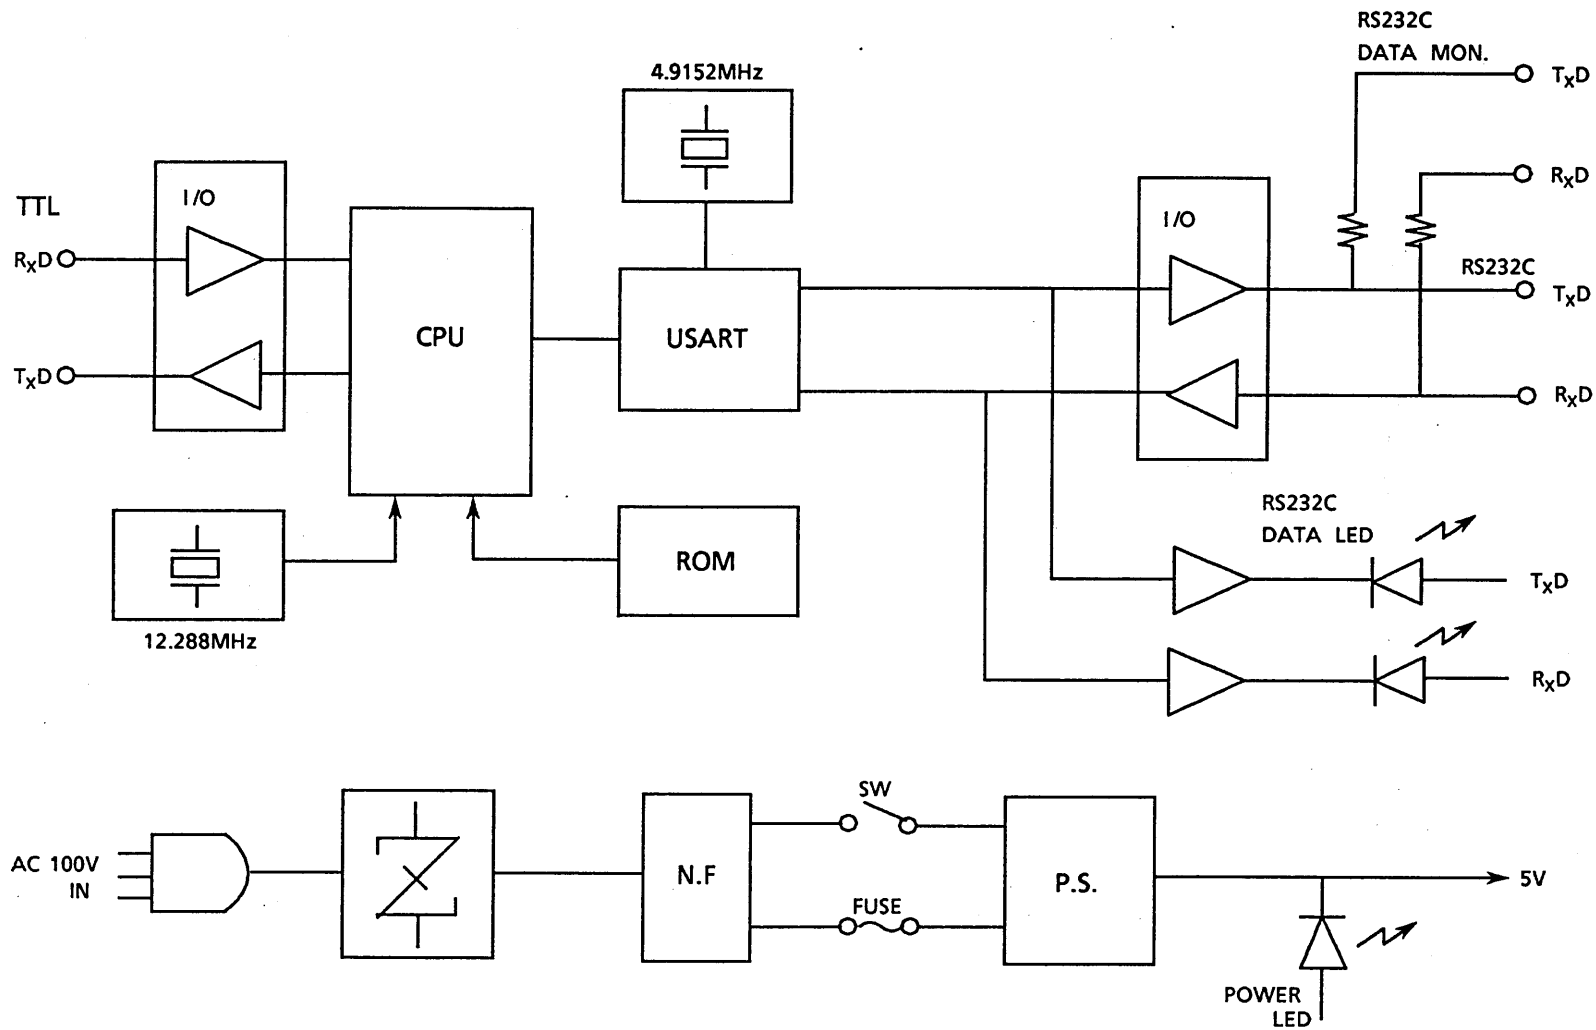 RS232C
DATA MON.
TxD
4.9152MHz
RxD
TTL
I/O
I/O
RxD
RS232C
TxD
CPU
USART
TxD
RxD
RS232C
DATA LED
ROM
TxD
12.288MHz
RxD
SW
AC 100V
IN
N.F
P.S.
5V
FUSE
POWER
LED